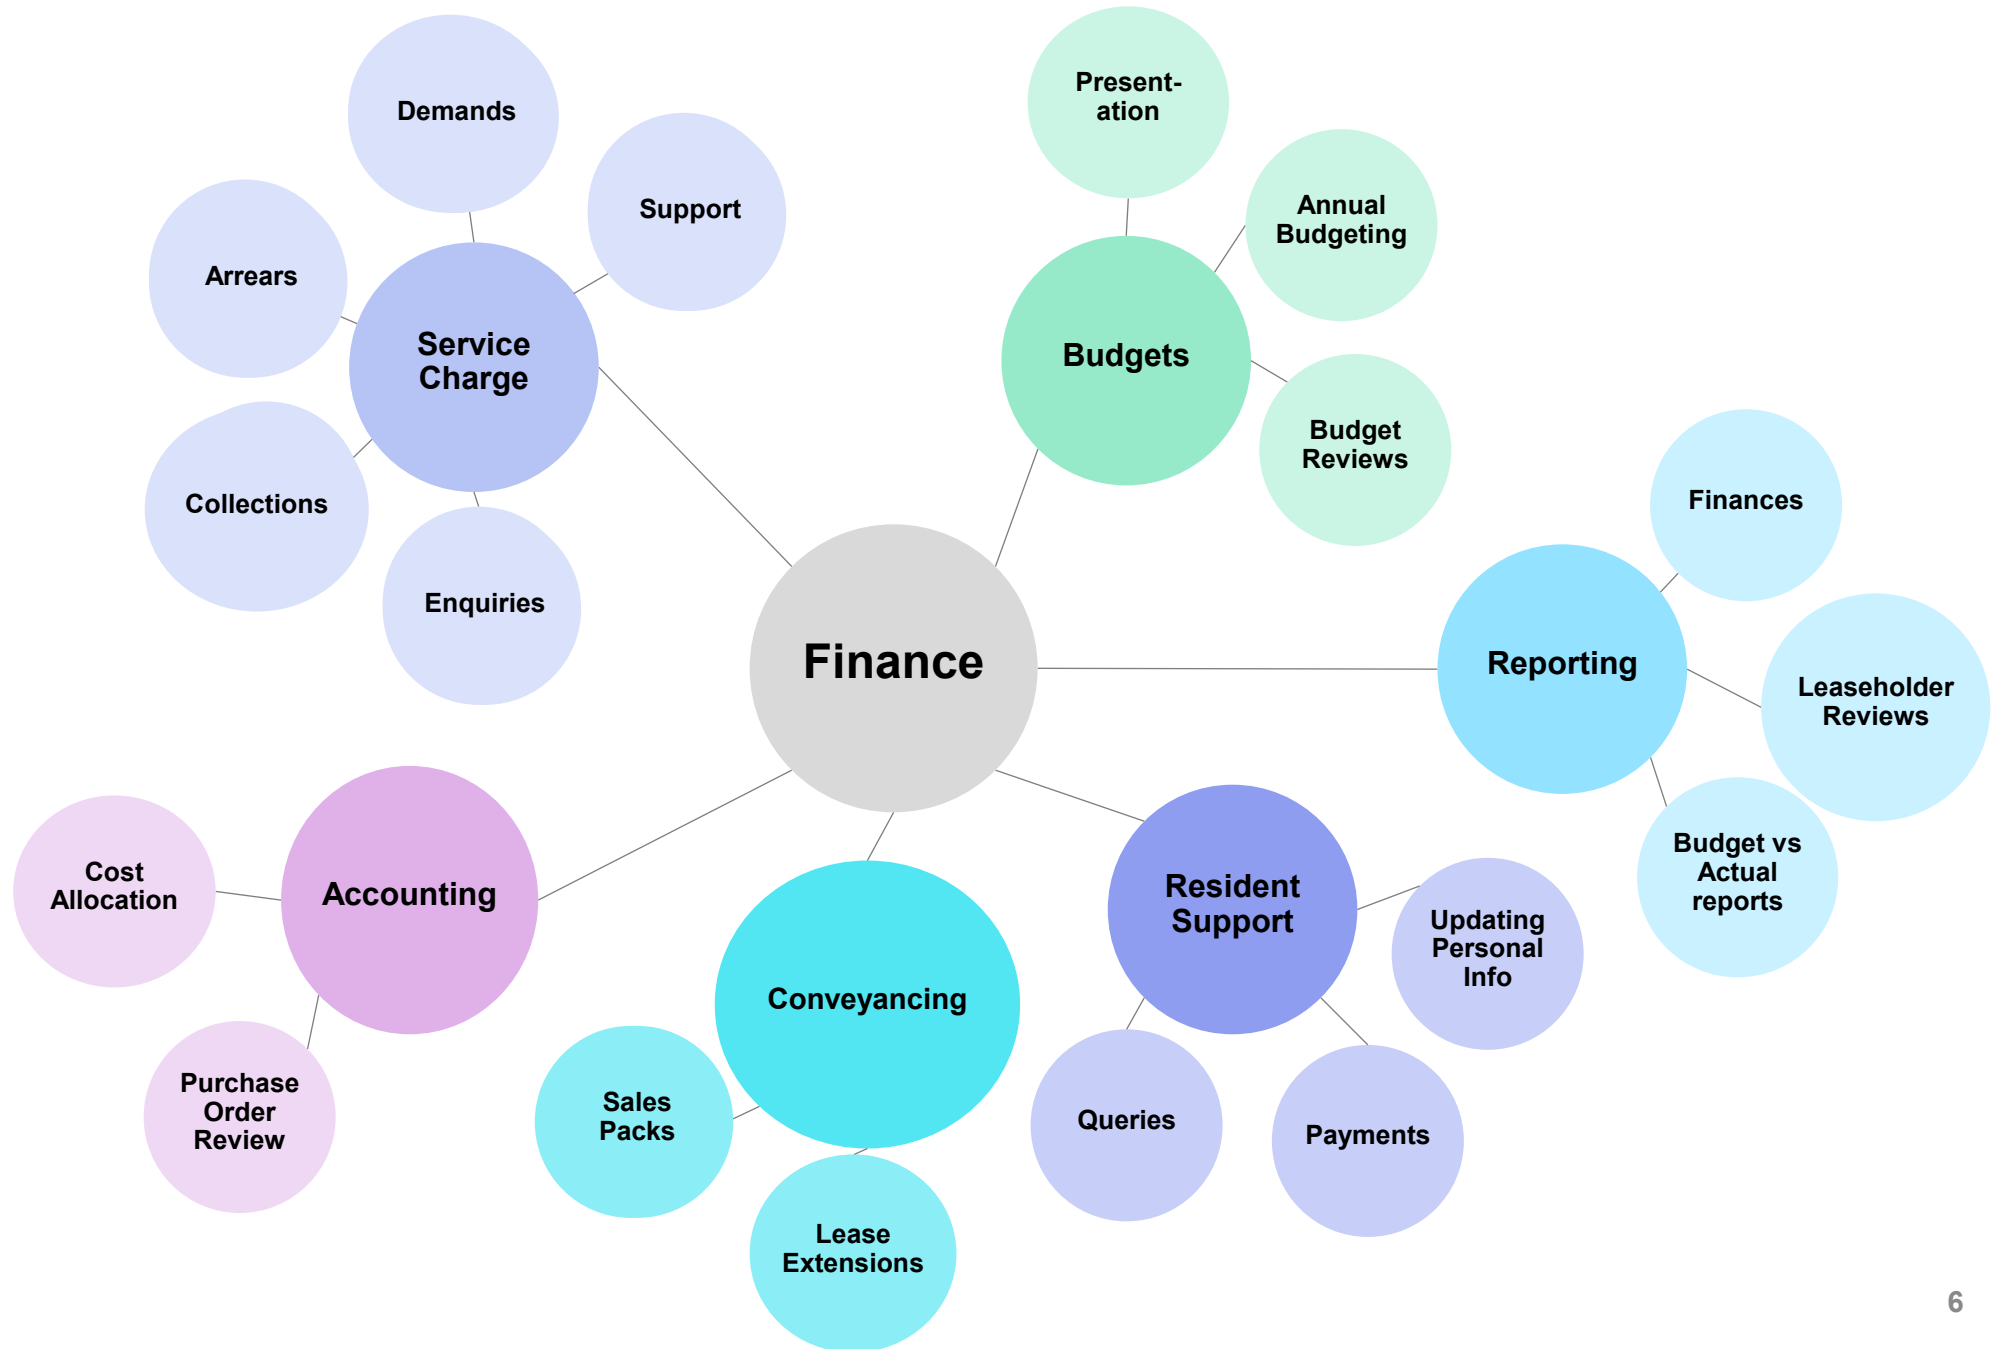 Demands
Support
Arrears
Service
Charge
Collections
Enquiries
Present-
ation
Annual
Budgeting
Budgets
Budget
Reviews
Finance
Finances
Reporting
Leaseholder
Reviews
Budget vs
Actual
reports
Cost
Allocation
Accounting
Purchase
Order
Review
Conveyancing
Sales
Packs
Lease
Extensions
Resident
Support
Updating
Personal
Info
Queries
Payments
6